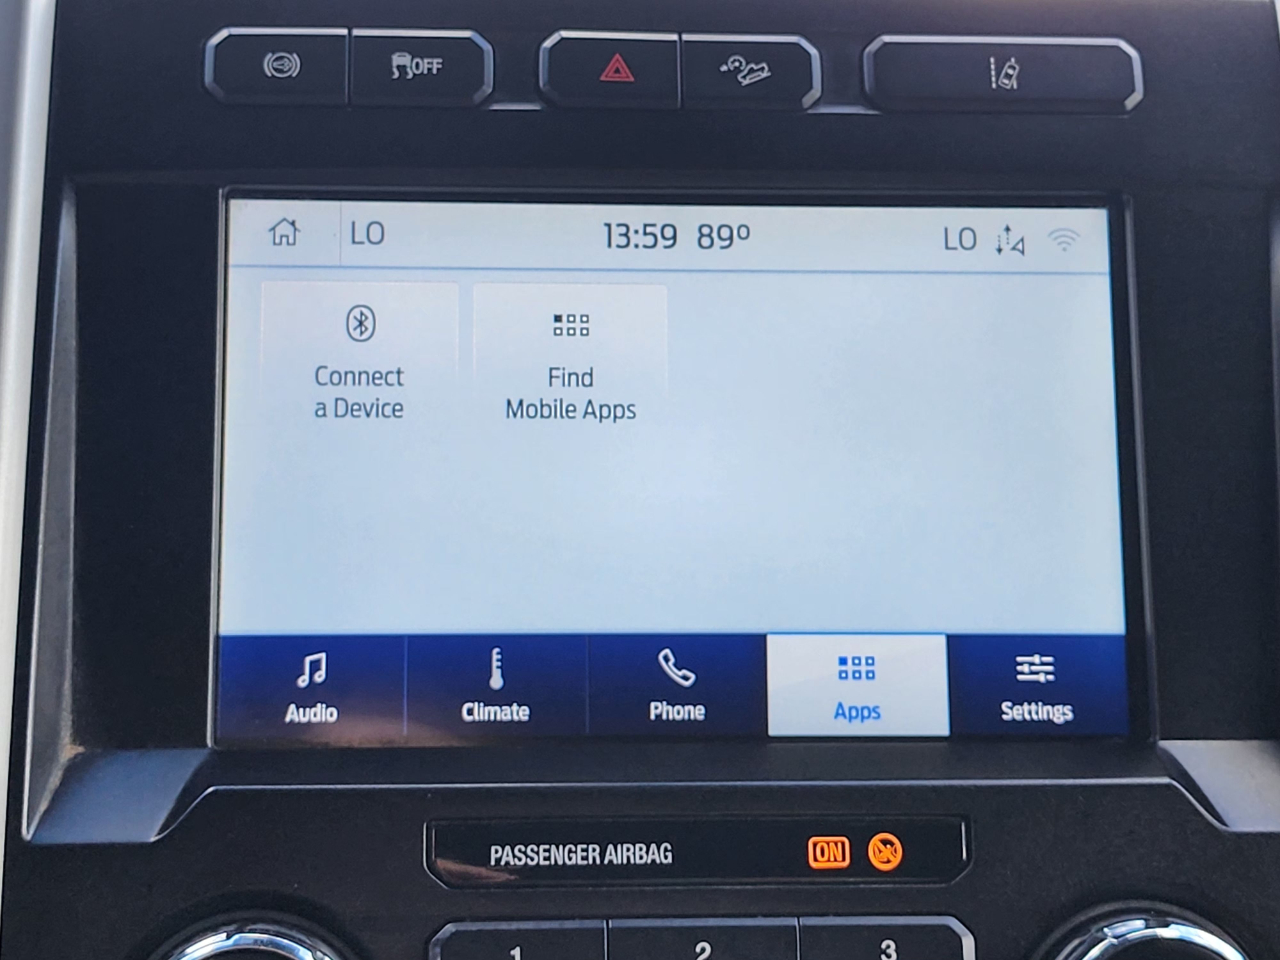 OFF
LO 13:59 89° LO
Connect
a Device
Find
Mobile Apps
Audio Climate Phone Apps Settings
PASSENGER AIRBAG ON
1 2 3